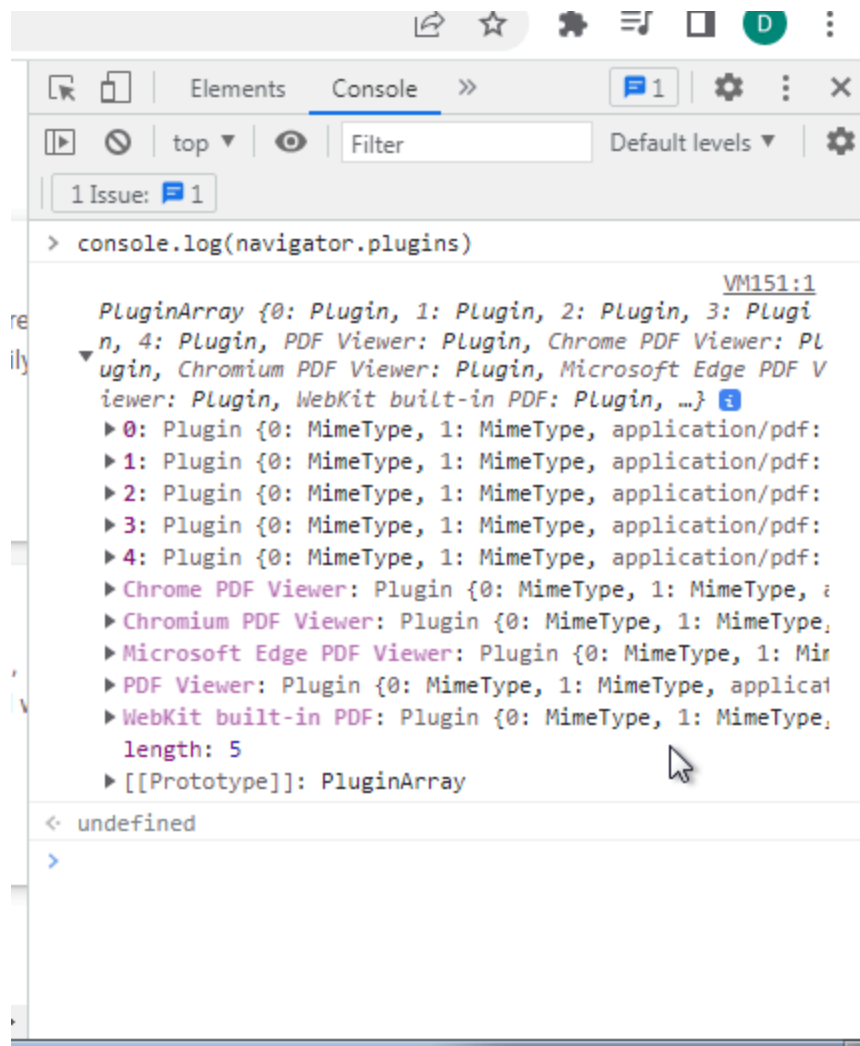 D
Elements Console » 1
top ▼ Filter Default levels ▼
1 Issue: 1
> console.log(navigator.plugins)
VM151:1
PluginArray {0: Plugin, 1: Plugin, 2: Plugin, 3: Plugi
n, 4: Plugin, PDF Viewer: Plugin, Chrome PDF Viewer: Pl
ugin, Chromium PDF Viewer: Plugin, Microsoft Edge PDF V
iewer: Plugin, WebKit built-in PDF: Plugin, …} i
▶0: Plugin {0: MimeType, 1: MimeType, application/pdf:
▶1: Plugin {0: MimeType, 1: MimeType, application/pdf:
▶2: Plugin {0: MimeType, 1: MimeType, application/pdf:
▶3: Plugin {0: MimeType, 1: MimeType, application/pdf:
▶4: Plugin {0: MimeType, 1: MimeType, application/pdf:
▶Chrome PDF Viewer: Plugin {0: MimeType, 1: MimeType,
▶Chromium PDF Viewer: Plugin {0: MimeType, 1: MimeType,
▶Microsoft Edge PDF Viewer: Plugin {0: MimeType, 1:
▶PDF Viewer: Plugin {0: MimeType, 1: MimeType, applicat
▶WebKit built-in PDF: Plugin {0: MimeType, 1: MimeType,
length: 5
▶[[Prototype]]: PluginArray
undefined
>